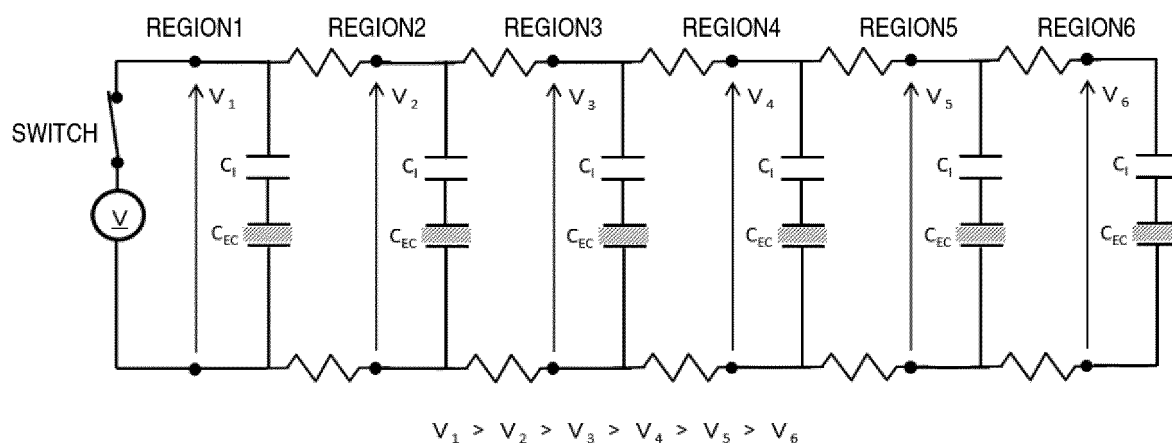 REGION1 REGION2 REGION3 REGION4 REGION5 REGION6
V1 V2 V3 V4 V5 V6
SWITCH
CI CI CI CI CI CI
V
CEC CEC CEC CEC CEC CEC
V1 > V2 > V3 > V4 > V5 > V6